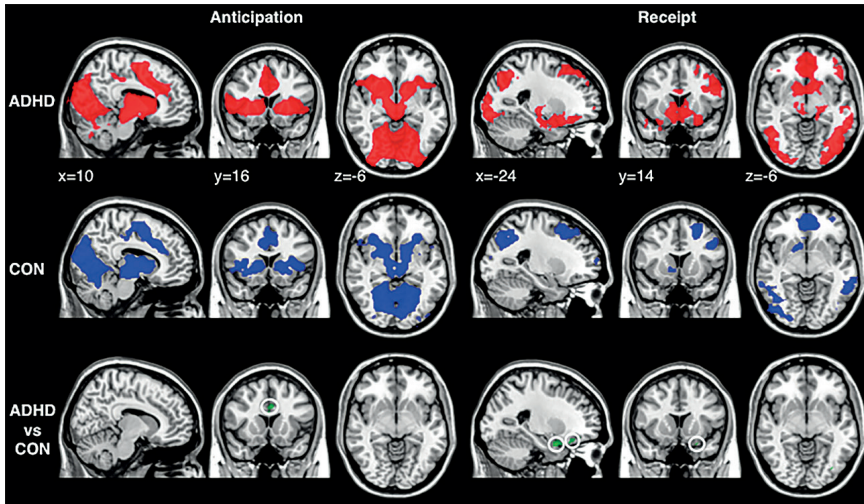 Anticipation Receipt
ADHD
x=10 y=16 z=-6 x=-24 y=14 z=-6
CON
ADHD
vs
CON